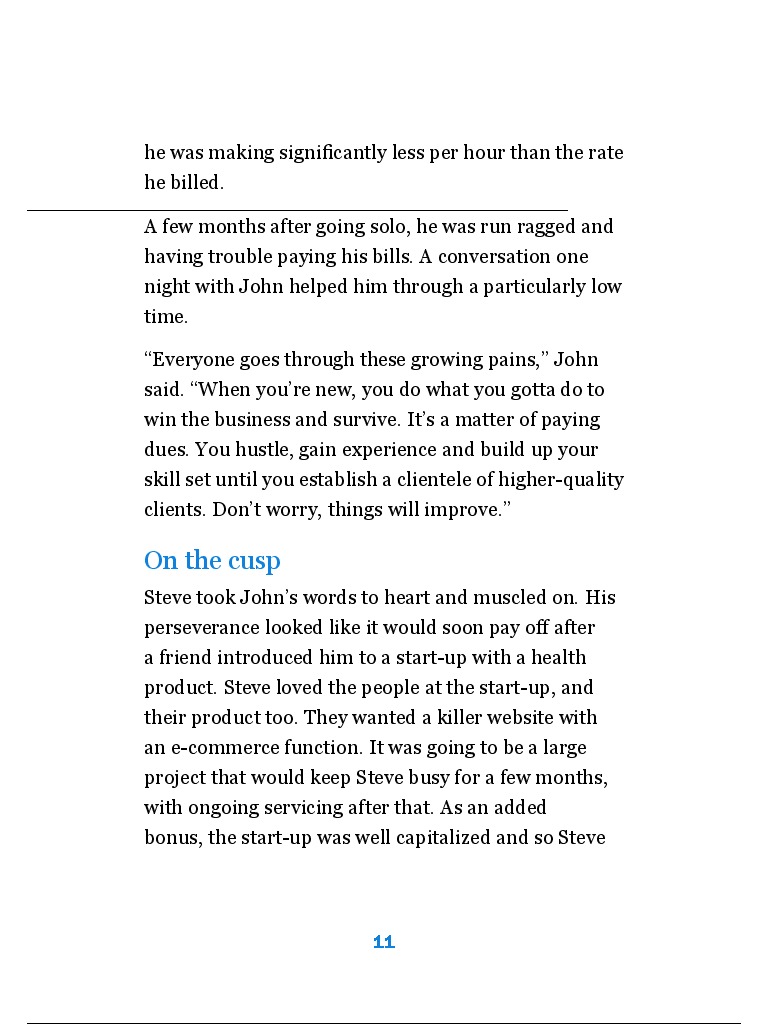 he was making significantly less per hour than the rate
he billed.
A few months after going solo, he was run ragged and
having trouble paying his bills. A conversation one
night with John helped him through a particularly low
time.
“Everyone goes through these growing pains,” John
said. “When you’re new, you do what you gotta do to
win the business and survive. It’s a matter of paying
dues. You hustle, gain experience and build up your
skill set until you establish a clientele of higher-quality
clients. Don’t worry, things will improve.”
On the cusp
Steve took John’s words to heart and muscled on. His
perseverance looked like it would soon pay off after
a friend introduced him to a start-up with a health
product. Steve loved the people at the start-up, and
their product too. They wanted a killer website with
an e-commerce function. It was going to be a large
project that would keep Steve busy for a few months,
with ongoing servicing after that. As an added
bonus, the start-up was well capitalized and so Steve
11